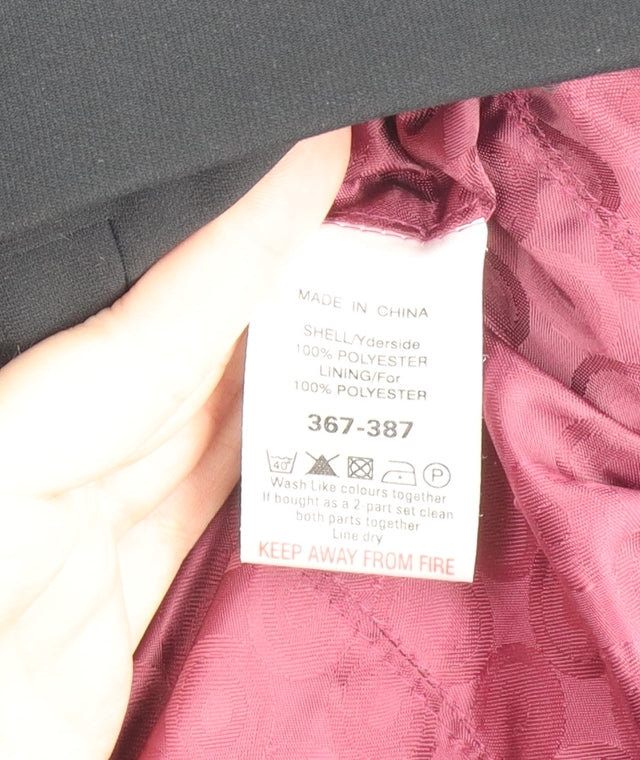 MADE IN CHINA
SHELL/Yderside
100% POLYESTER
LINING/For
100% POLYESTER
367-387
40 P
Wash Like colours together
If bought as a 2-part set clean
both parts together
Line dry
KEEP AWAY FROM FIRE